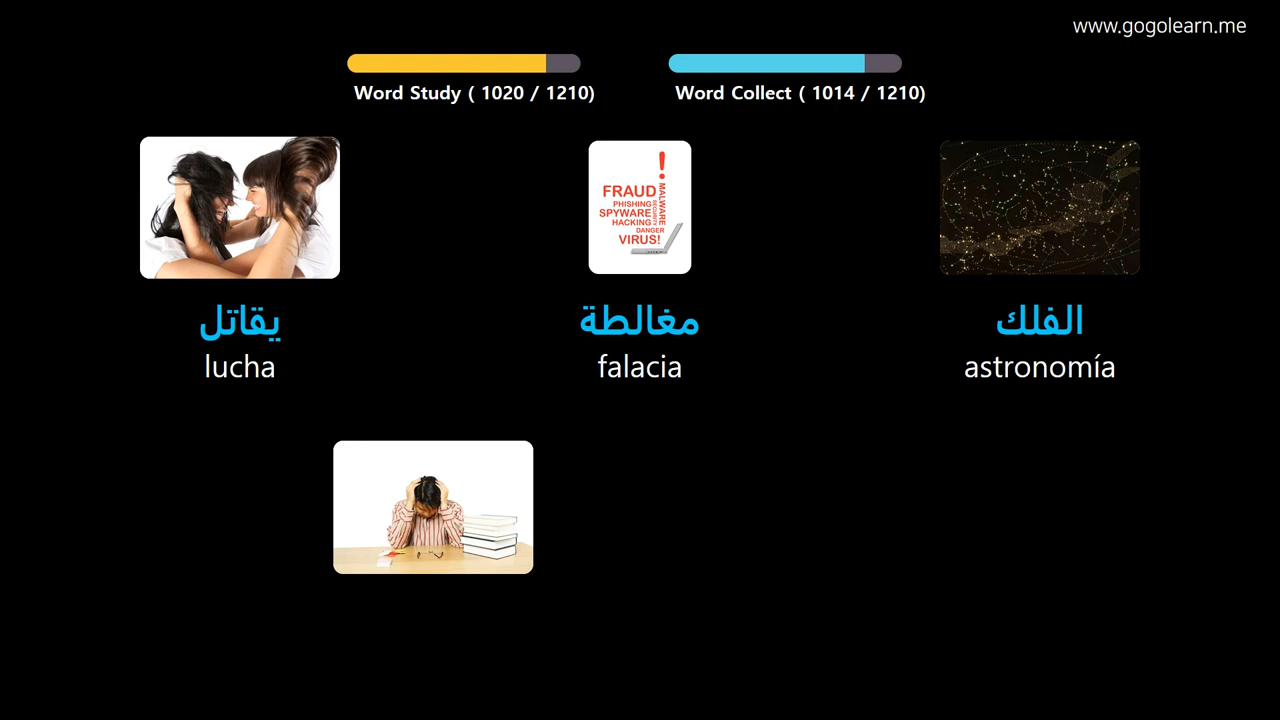 www.gogolearn.me
Word Study ( 1020 / 1210)
Word Collect ( 1014 / 1210)
FRAUD
PHISHING
SPYWARE
HACKING
DANGER
VIRUS!
MALWARE
SECURITY
!
يقاتل
lucha
مغالطة
falacia
الفلك
astronomía